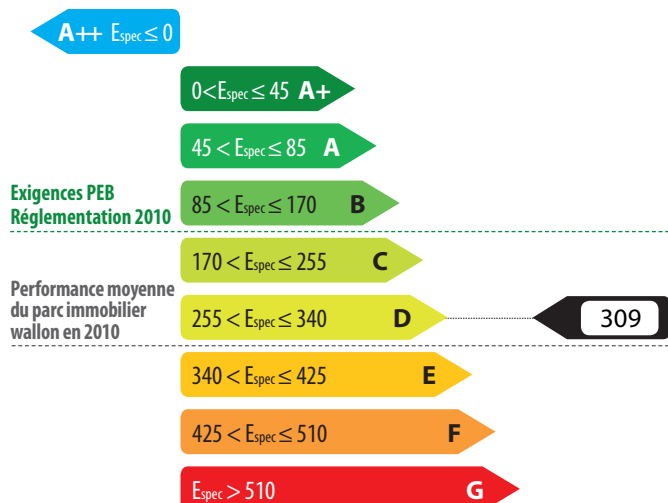 A++ Espec ≤ 0
0<Espec ≤ 45 A+
45 < Espec ≤ 85 A
Exigences PEB
Réglementation 2010
85 < Espec ≤ 170 B
170 < Espec ≤ 255 C
Performance moyenne
du parc immobilier
wallon en 2010
255 < Espec ≤ 340 D
309
340 < Espec ≤ 425 E
425 < Espec ≤ 510 F
Espec > 510 G